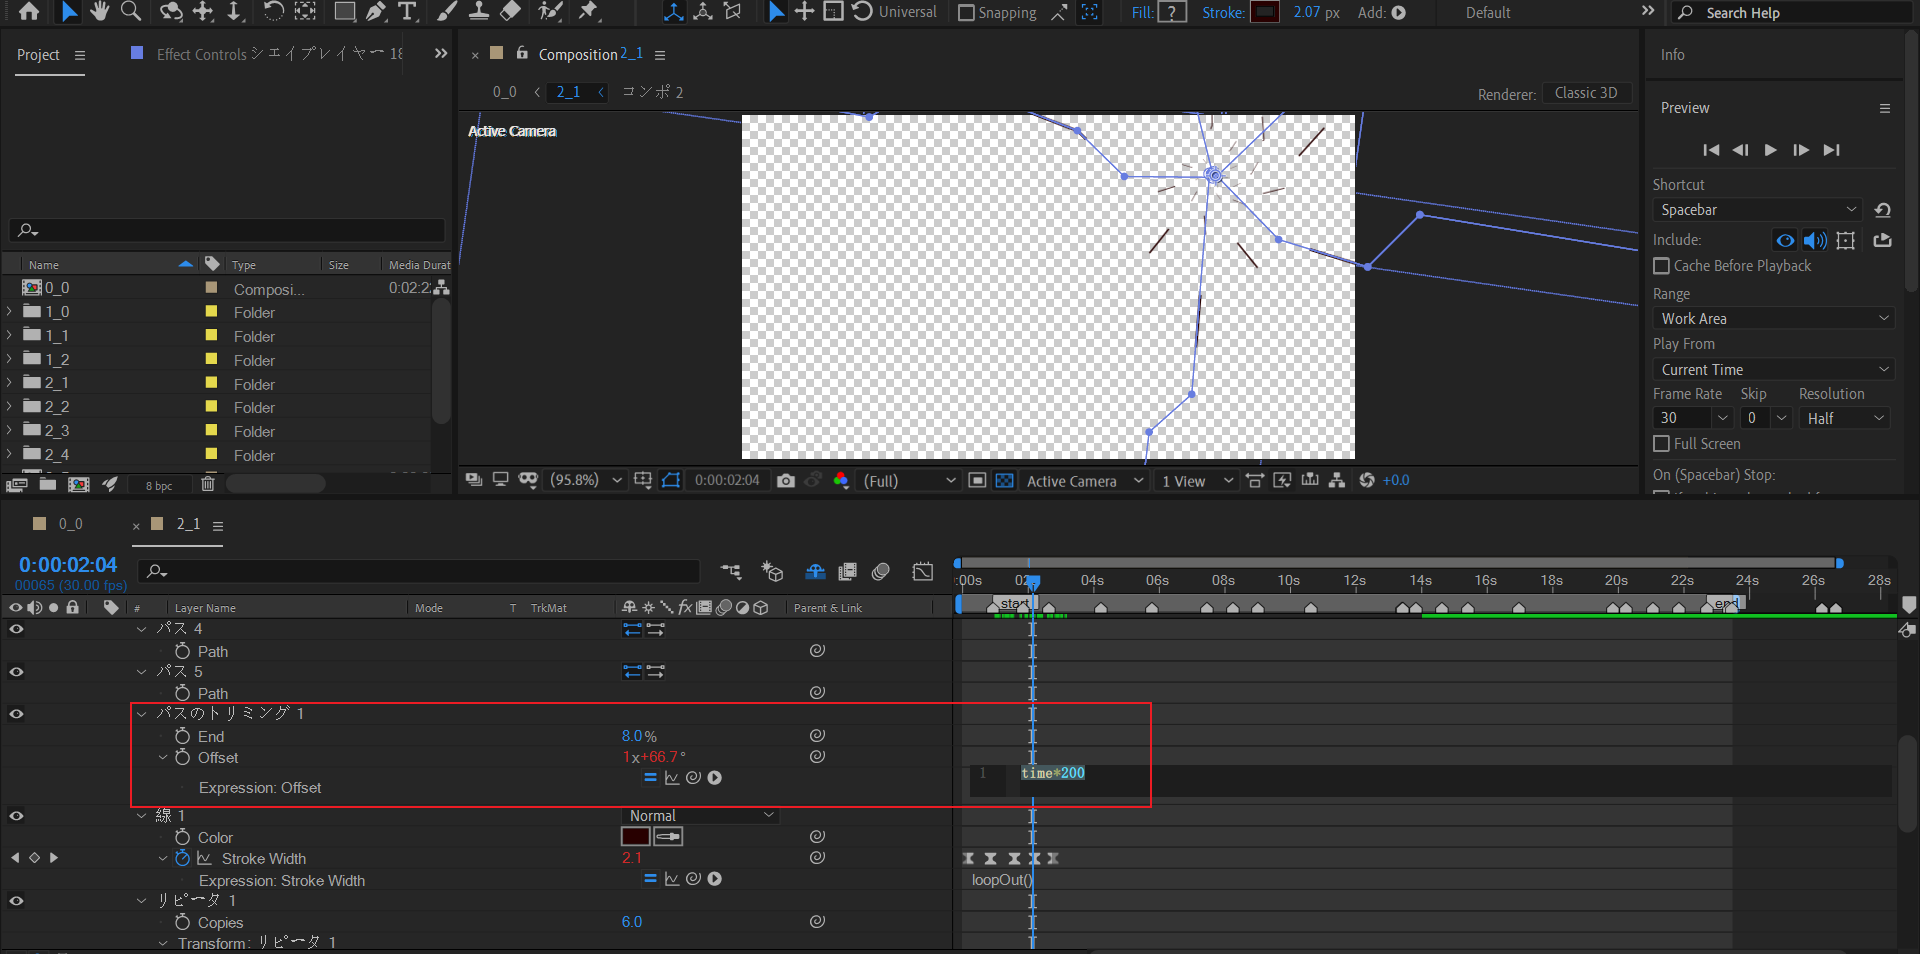 Universal
Snapping
Fill: ?
Stroke:
2.07 px
Add:
Default
Search Help
Project
Effect Controls シェイプレイヤー 18
Composition 2_1
Info
0_0
2_1
コンポ 2
Renderer: Classic 3D
Active Camera
Preview
Shortcut
Spacebar
Include:
Cache Before Playback
Range
Work Area
Play From
Current Time
Frame Rate Skip Resolution
30 0 Half
Full Screen
On (Spacebar) Stop:
Name Type Size Media Durat
0_0 Composi... 0:02:2
1_0 Folder
1_1 Folder
1_2 Folder
2_1 Folder
2_2 Folder
2_3 Folder
2_4 Folder
8 bpc
(95.8%)
0:00:02:04
(Full)
Active Camera
1 View
+0.0
0_0
2_1
0:00:02:04
00065 (30.00 fps)
:00s 02s 04s 06s 08s 10s 12s 14s 16s 18s 20s 22s 24s 26s 28s
# Layer Name Mode T TrkMat Parent & Link
start
end
パス 4
Path
パス 5
Path
パスのトリミング 1
End 8.0%
Offset 1x+66.7°
Expression: Offset
1 time*200
線 1 Normal
Color
Stroke Width 2.1
Expression: Stroke Width
loopOut()
リピータ 1
Copies 6.0
Transform: リピータ 1